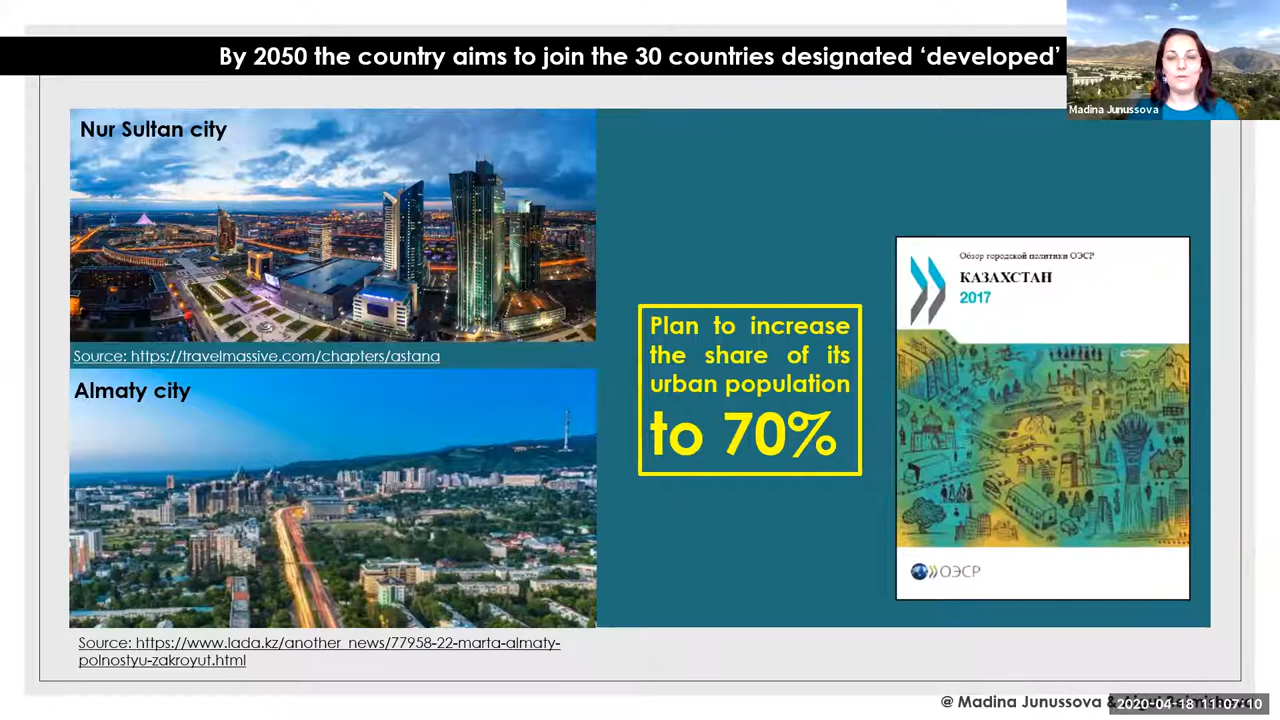 By 2050 the country aims to join the 30 countries designated ‘developed’
Madina Junussova
Nur Sultan city
Source: https://travelmassive.com/chapters/astana
Almaty city
Source: https://www.lada.kz/another_news/77958-22-marta-almaty-
polnostyu-zakroyut.html
Plan to increase
the share of its
urban population
to 70%
Обзор городской политики ОЭСР
КАЗАХСТАН
2017
ОЭСР
@ Madina Junussova &
2020-04-18 11:07:10